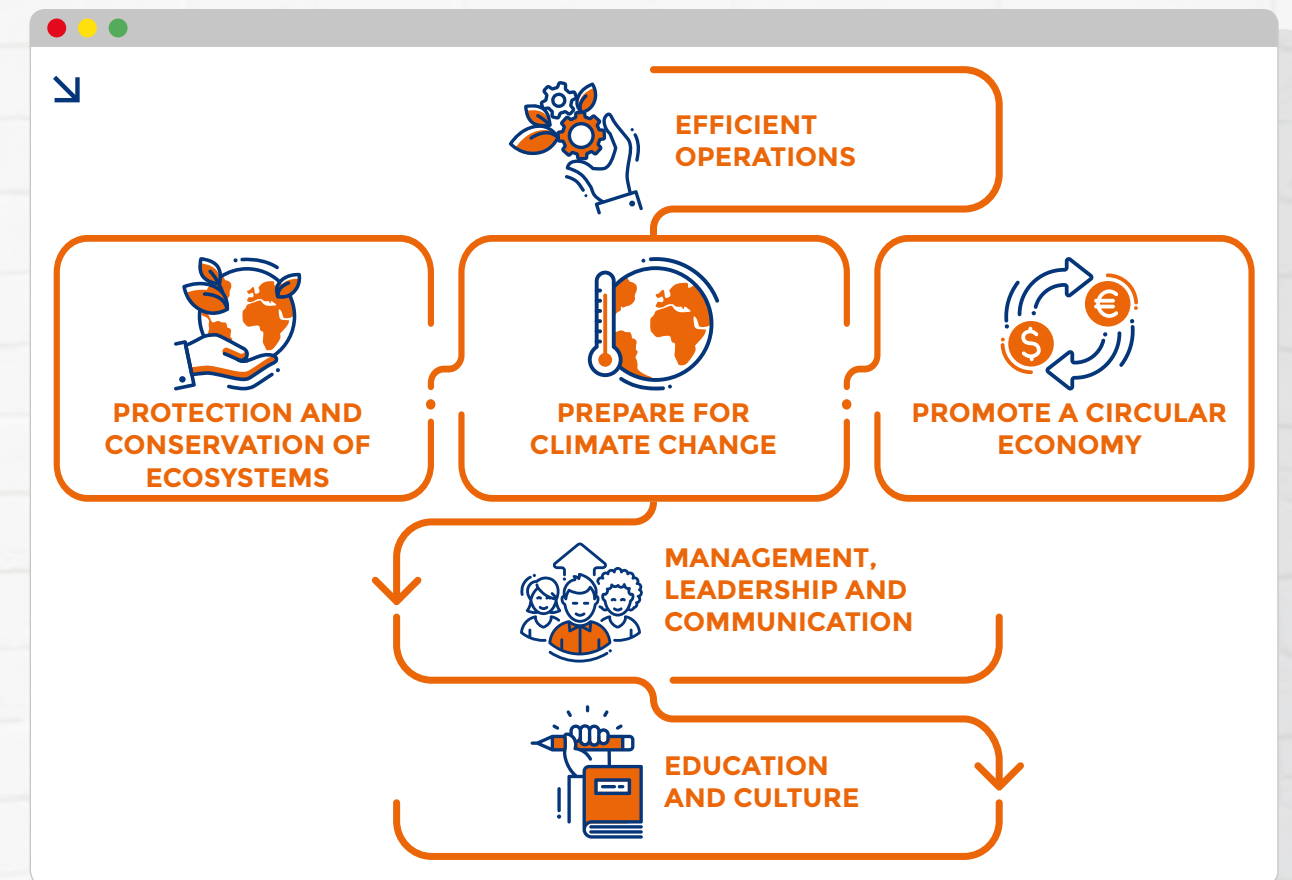 EFFICIENT
OPERATIONS
PROTECTION AND
CONSERVATION OF
ECOSYSTEMS
PREPARE FOR
CLIMATE CHANGE
$
€
PROMOTE A CIRCULAR
ECONOMY
MANAGEMENT,
LEADERSHIP AND
COMMUNICATION
EDUCATION
AND CULTURE